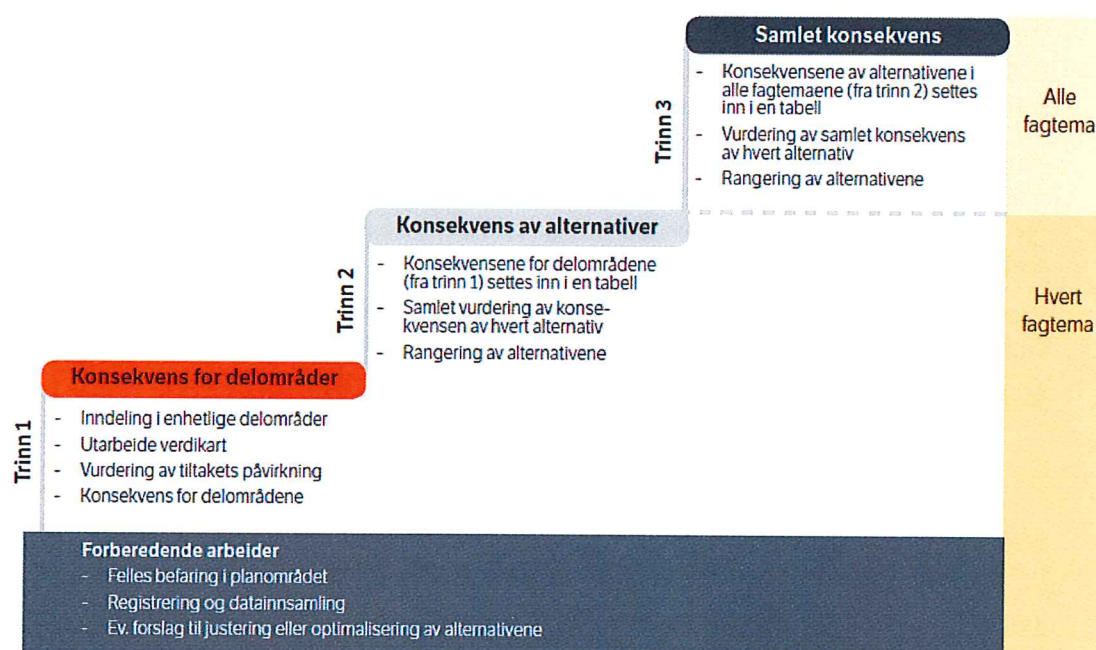 Samlet konsekvens
- Konsekvensene av alternativene i
alle fagtemaene (fra trinn 2) settes
inn i en tabell
- Vurdering av samlet konsekvens
av hvert alternativ
- Rangering av alternativene
Trinn 3
Alle
fagtema
Konsekvens av alternativer
- Konsekvensene for delområdene
(fra trinn 1) settes inn i en tabell
- Samlet vurdering av konse-
kvensen av hvert alternativ
- Rangering av alternativene
Trinn 2
Hvert
fagtema
Konsekvens for delområder
- Inndeling i enhetlige delområder
- Utarbeide verdikart
- Vurdering av tiltakets påvirkning
- Konsekvens for delområdene
Trinn 1
Forberedende arbeider
- Felles befaring i planområdet
- Registrering og datainnsamling
- Ev. forslag til justering eller optimalisering av alternativene